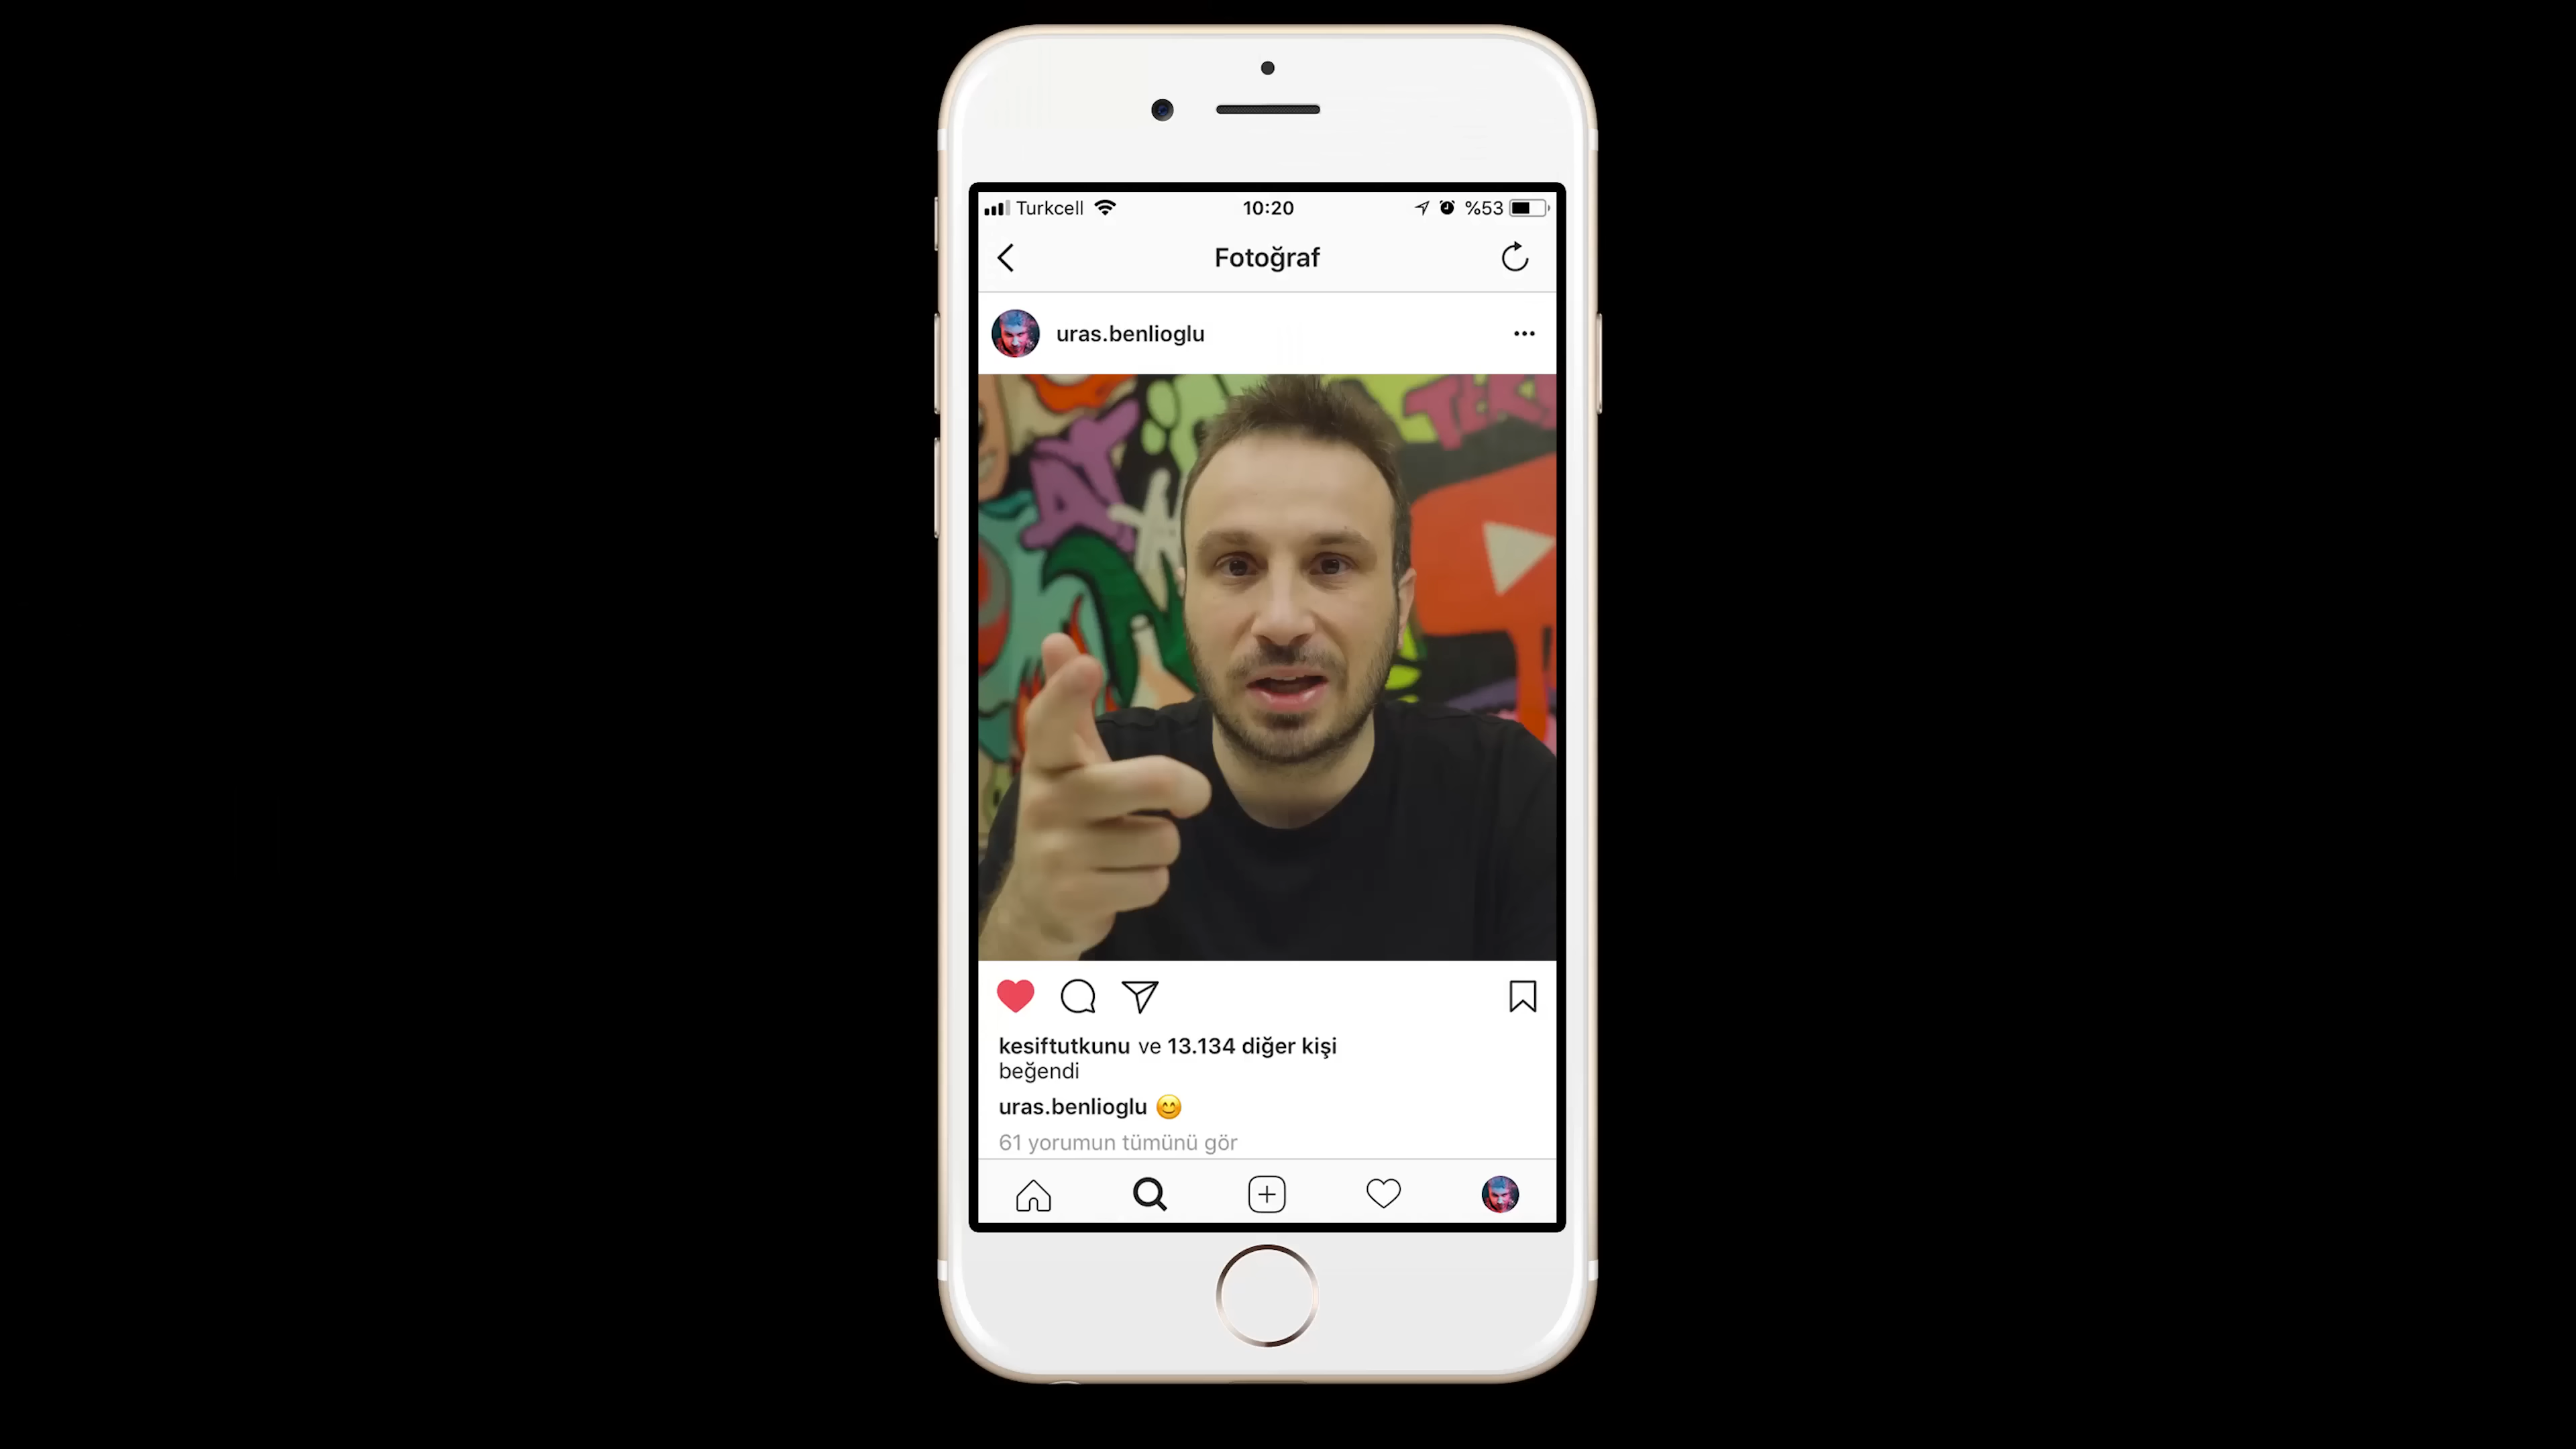 Turkcell 10:20 %53
Fotoğraf
uras.benlioglu
kesiftutkunu ve 13.134 diğer kişi
beğendi
uras.benlioglu 😊
61 yorumun tümünü gör